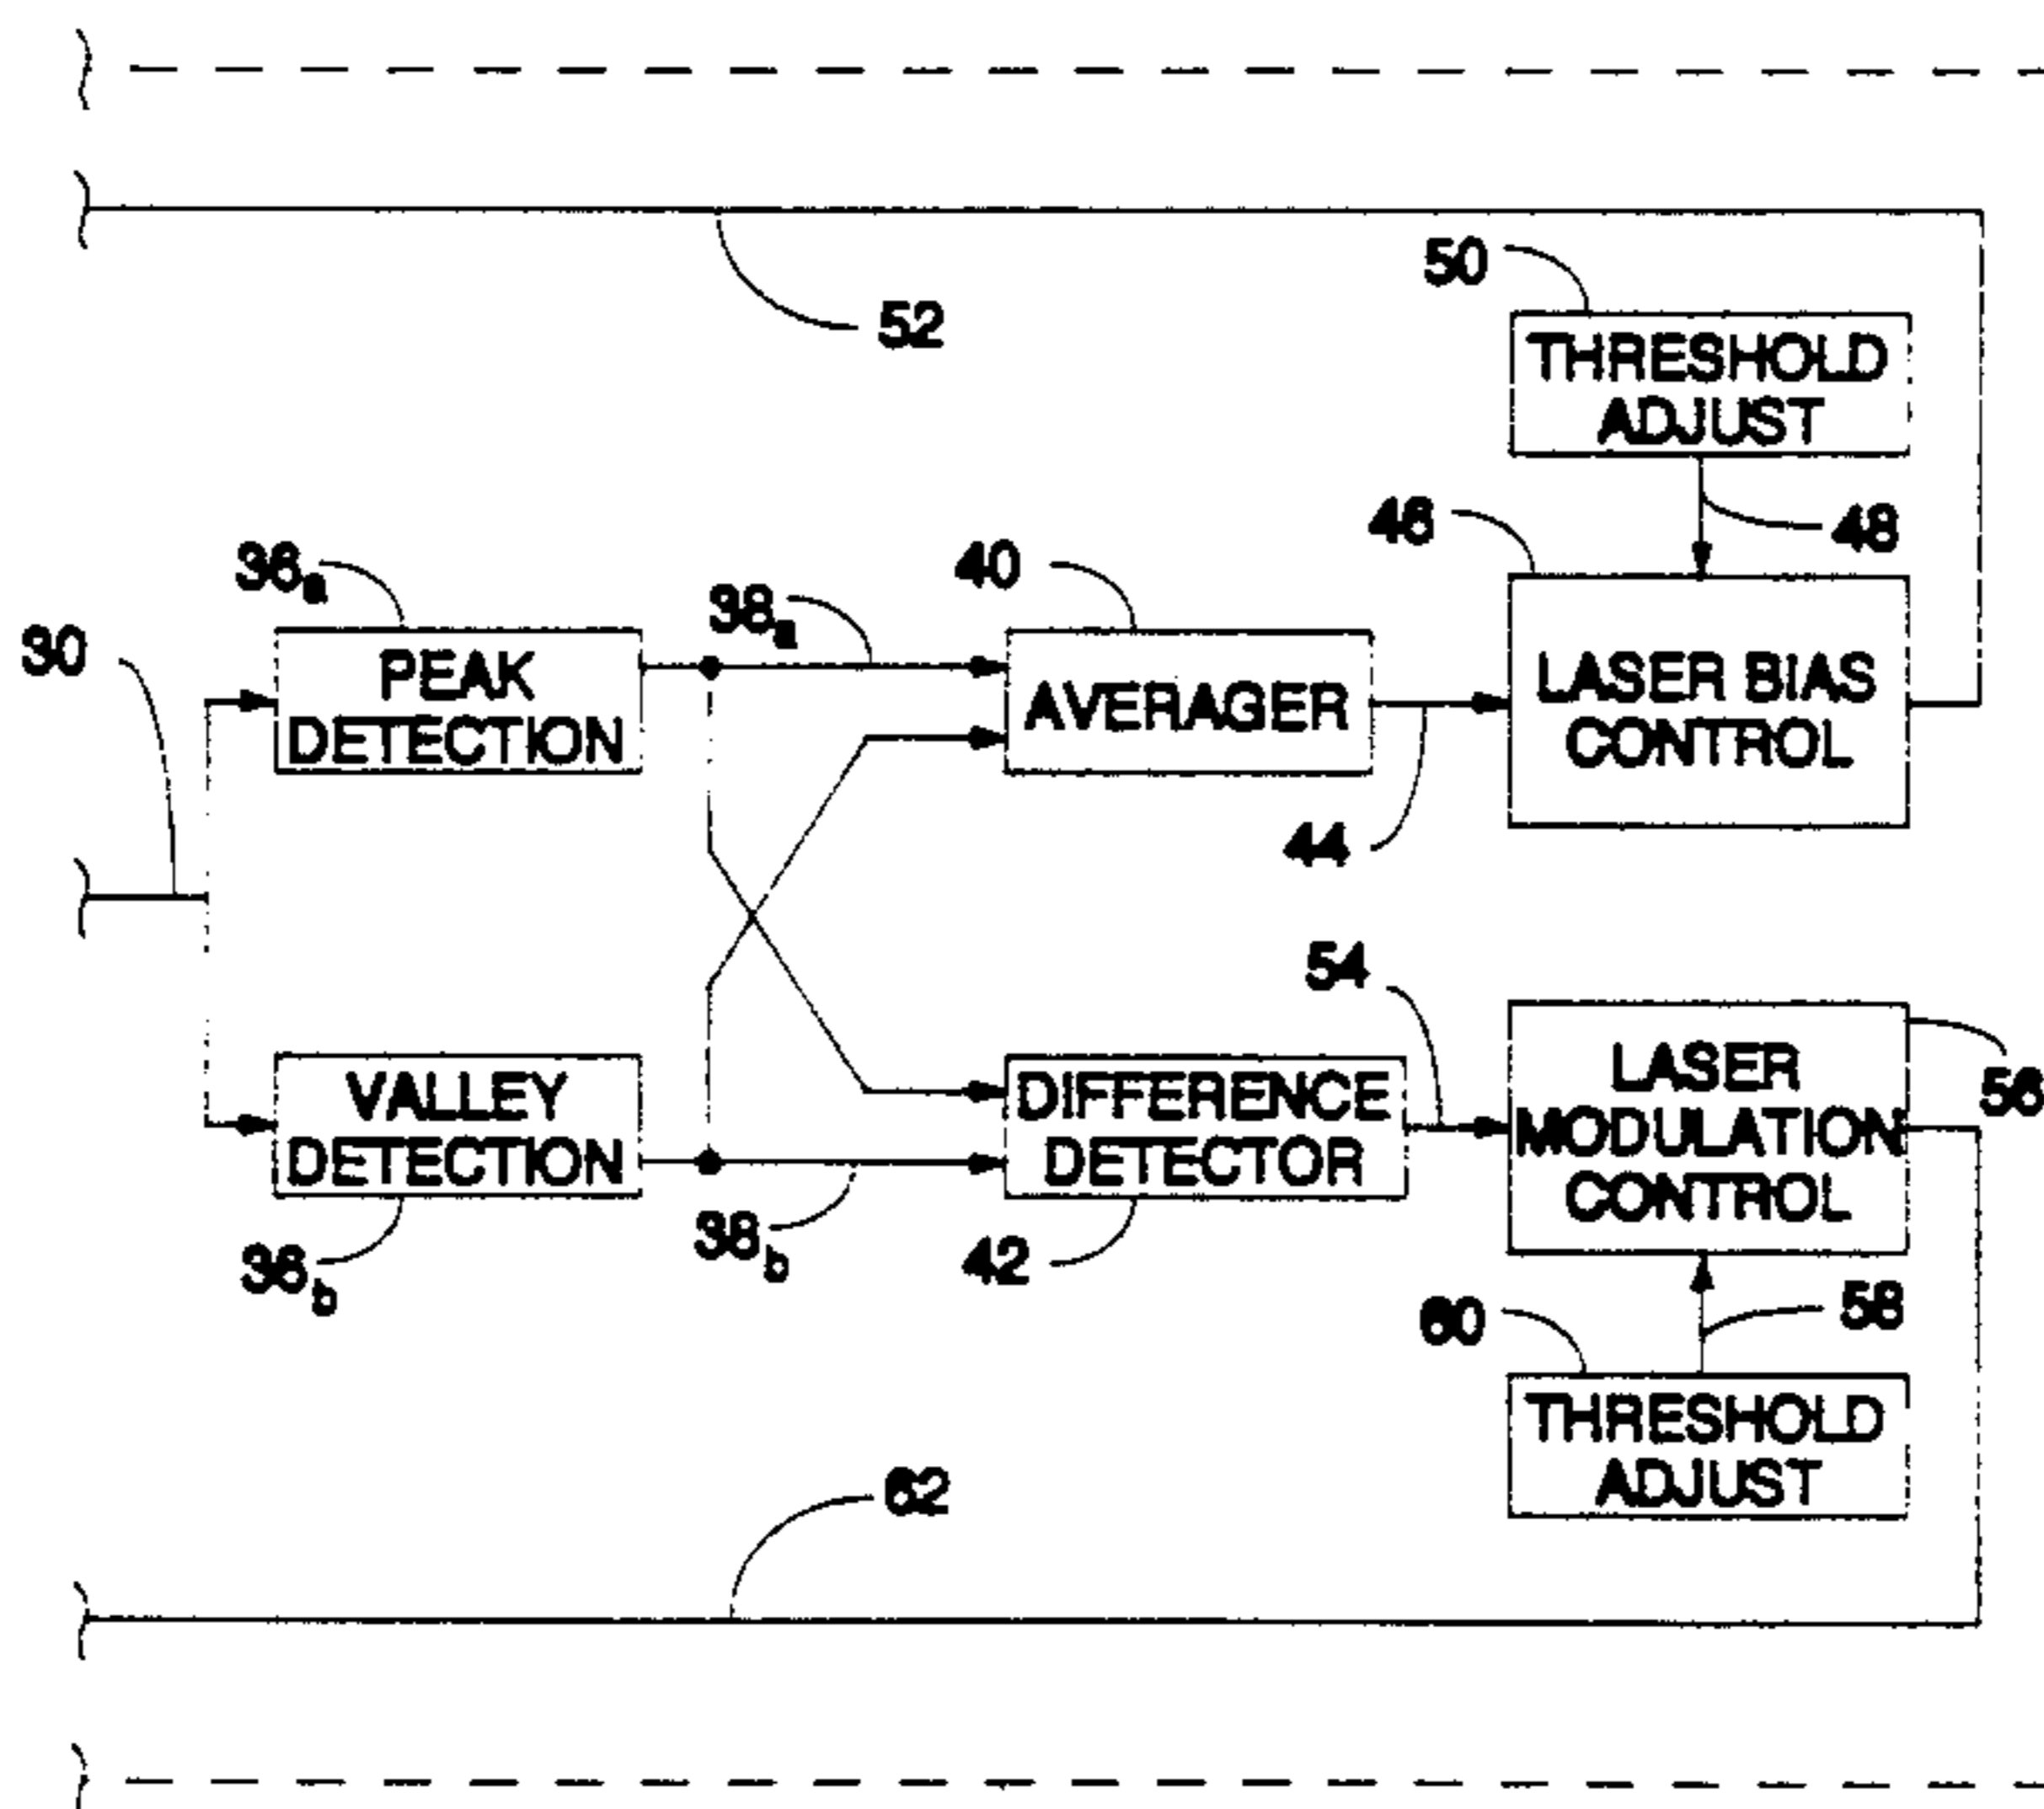 52
50
THRESHOLD
ADJUST
48
46
36a
38a
40
30
PEAK
DETECTION
AVERAGER
LASER BIAS
CONTROL
44
54
VALLEY
DETECTION
DIFFERENCE
DETECTOR
LASER
MODULATION
CONTROL
56
36b
38b
42
58
60
THRESHOLD
ADJUST
62